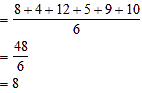 = 8 + 4 + 12 + 5 + 9 + 10
6
= 48
6
= 8